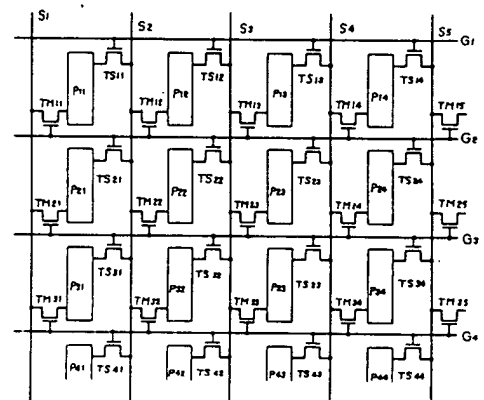 S1 S2 S3 S4 S5
G1
P11 TS11 P12 TS12 P13 TS13 P14 TS14
TM11 TM12 TM13 TM14 TM15
G2
P21 TS21 P22 TS22 P23 TS23 P24 TS24
TM21 TM22 TM23 TM24 TM25
G3
P31 TS31 P32 TS32 P33 TS33 P34 TS34
TM31 TM32 TM33 TM34 TM35
G4
P41 TS41 P42 TS42 P43 TS43 P44 TS44